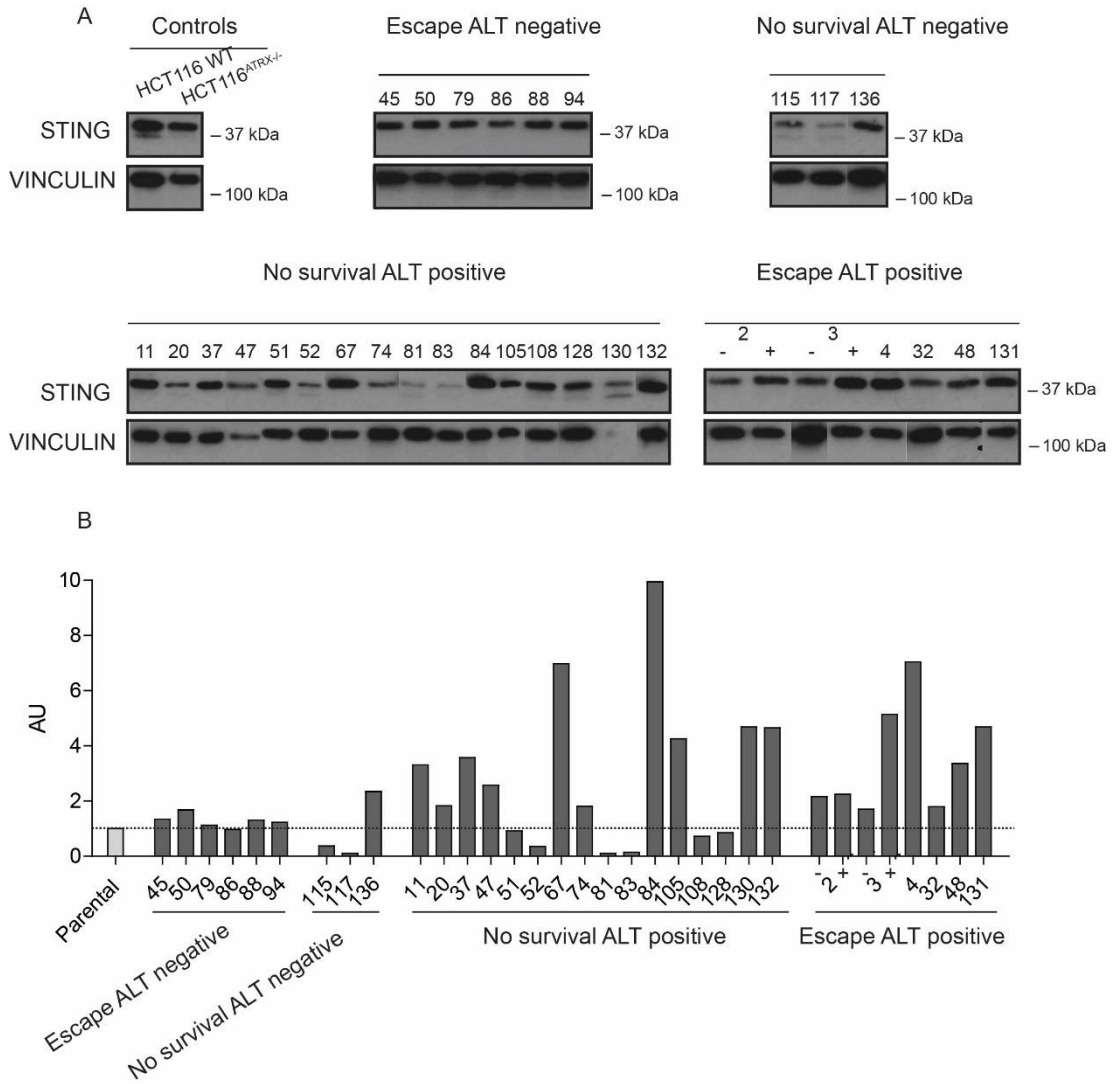 A
Controls
HCT116 WT
HCT116ATRX-/-
Escape ALT negative
No survival ALT negative
45 50 79 86 88 94
115 117 136
STING
– 37 kDa
– 37 kDa
– 37 kDa
VINCULIN
– 100 kDa
– 100 kDa
– 100 kDa
No survival ALT positive
Escape ALT positive
2 3
11 20 37 47 51 52 67 74 81 83 84 105 108 128 130 132
- + - + 4 32 48 131
STING
– 37 kDa
VINCULIN
– 100 kDa
B
10
8
6
4
2
0
AU
Parental
45 50 79 86 88 94
115 117 136
11 20 37 47 51 52 67 74 81 83 84 105 108 128 130 132
- 2 + - 3 + 4 32 48 131
Escape ALT negative
No survival ALT negative
No survival ALT positive
Escape ALT positive